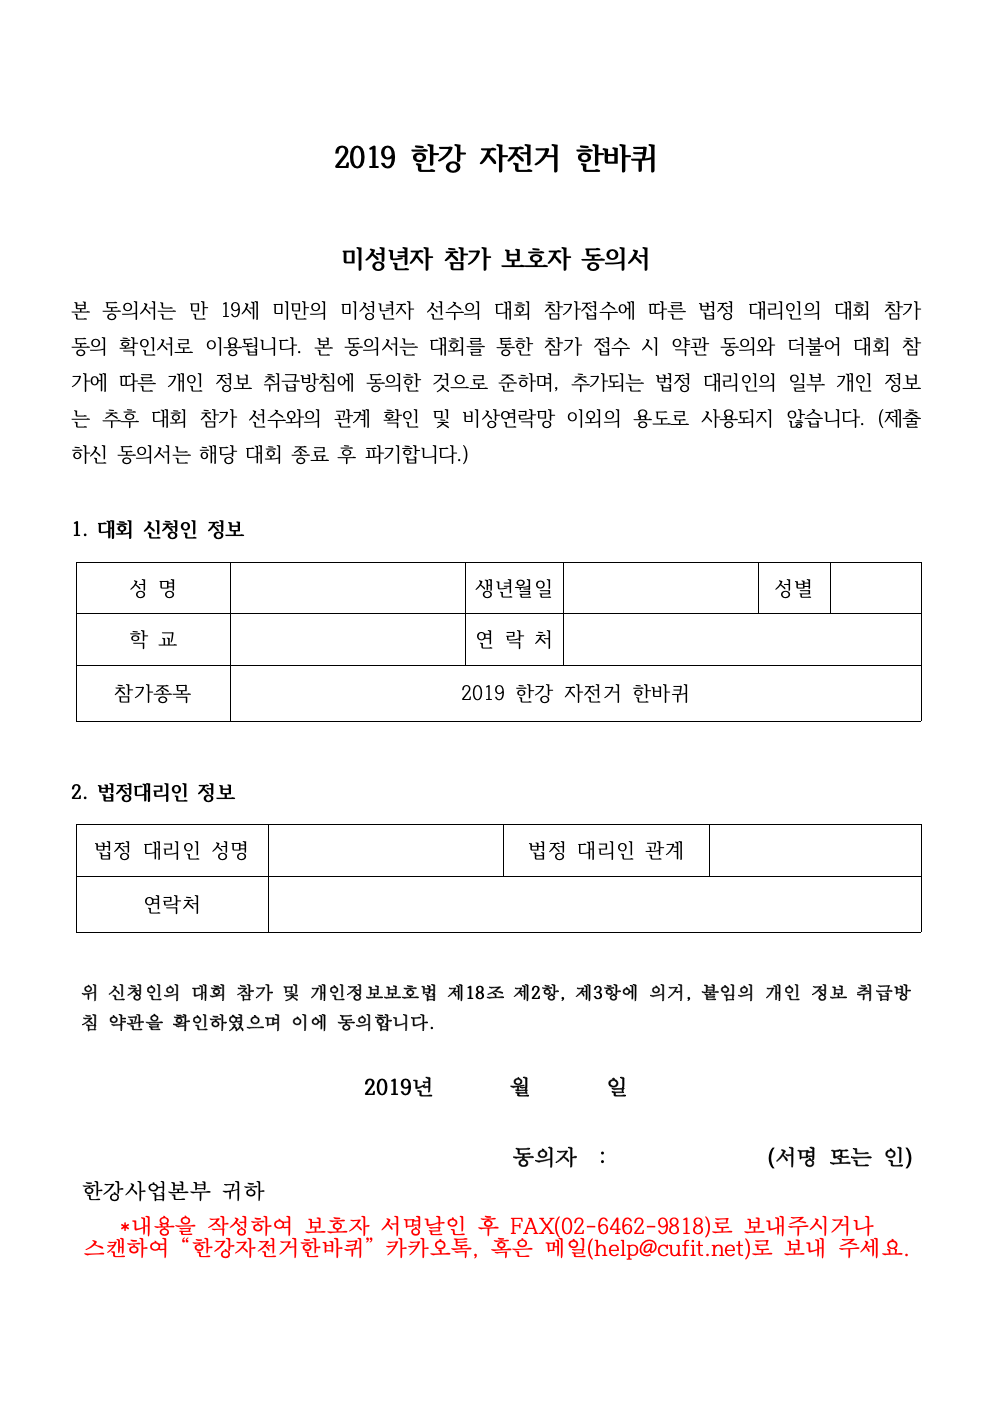 2019 한강 자전거 한바퀴
미성년자 참가 보호자 동의서
본 동의서는 만 19세 미만의 미성년자 선수의 대회 참가접수에 따른 법정 대리인의 대회 참가
동의 확인서로 이용됩니다. 본 동의서는 대회를 통한 참가 접수 시 약관 동의와 더불어 대회 참
가에 따른 개인 정보 취급방침에 동의한 것으로 준하며, 추가되는 법정 대리인의 일부 개인 정보
는 추후 대회 참가 선수와의 관계 확인 및 비상연락망 이외의 용도로 사용되지 않습니다. (제출
하신 동의서는 해당 대회 종료 후 파기합니다.)
1. 대회 신청인 정보
성 명 생년월일 성별
학 교 연 락 처
참가종목 2019 한강 자전거 한바퀴
2. 법정대리인 정보
법정 대리인 성명 법정 대리인 관계
연락처
위 신청인의 대회 참가 및 개인정보보호법 제18조 제2항, 제3항에 의거, 붙임의 개인 정보 취급방
침 약관을 확인하였으며 이에 동의합니다.
2019년 월 일
동의자 : (서명 또는 인)
한강사업본부 귀하
*내용을 작성하여 보호자 서명날인 후 FAX(02-6462-9818)로 보내주시거나
스캔하여 “한강자전거한바퀴” 카카오톡, 혹은 메일(help@cufit.net)로 보내 주세요.